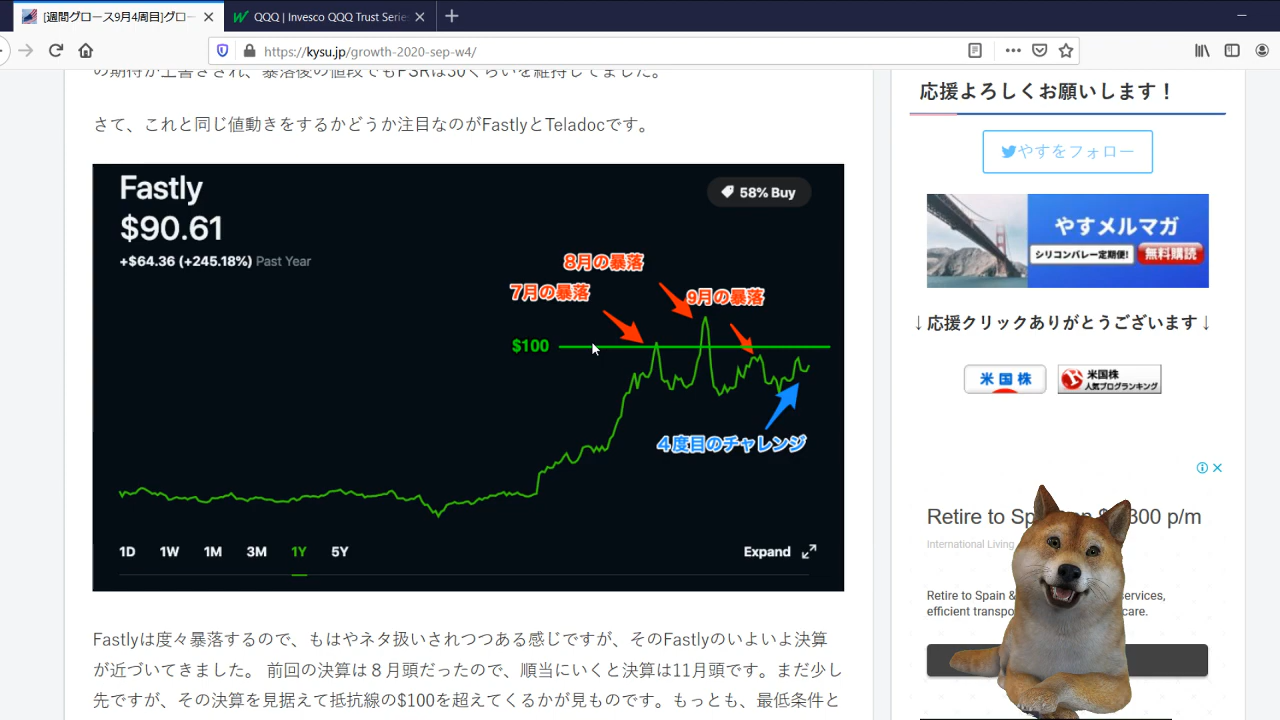 [週間グロース9月4周目]グロー
QQQ | Invesco QQQ Trust Series
https://kysu.jp/growth-2020-sep-w4/
の期待が上書きされ、暴落後の値段でもPSRは30くらいを維持してました。
さて、これと同じ値動きをするかどうか注目なのがFastlyとTeladocです。
Fastly
58% Buy
$90.61
+$64.36 (+245.18%) Past Year
8月の暴落
7月の暴落
9月の暴落
$100
4度目のチャレンジ
1D 1W 1M 3M 1Y 5Y
Expand
Fastlyは度々暴落するので、もはやネタ扱いされつつある感じですが、そのFastlyのいよいよ決算
が近づいてきました。 前回の決算は８月頭だったので、順当にいくと決算は11月頭です。まだ少し
先ですが、その決算を見据えて抵抗線の$100を超えてくるかが見ものです。もっとも、最低条件と
応援よろしくお願いします！
やすをフォロー
やすメルマガ
シリコンバレー定期便!
無料購読
↓応援クリックありがとうございます↓
米国株
米国株
人気ブログランキング
Retire to Sp 300 p/m
International Living
Retire to Spain & ervices,
efficient transpo care.